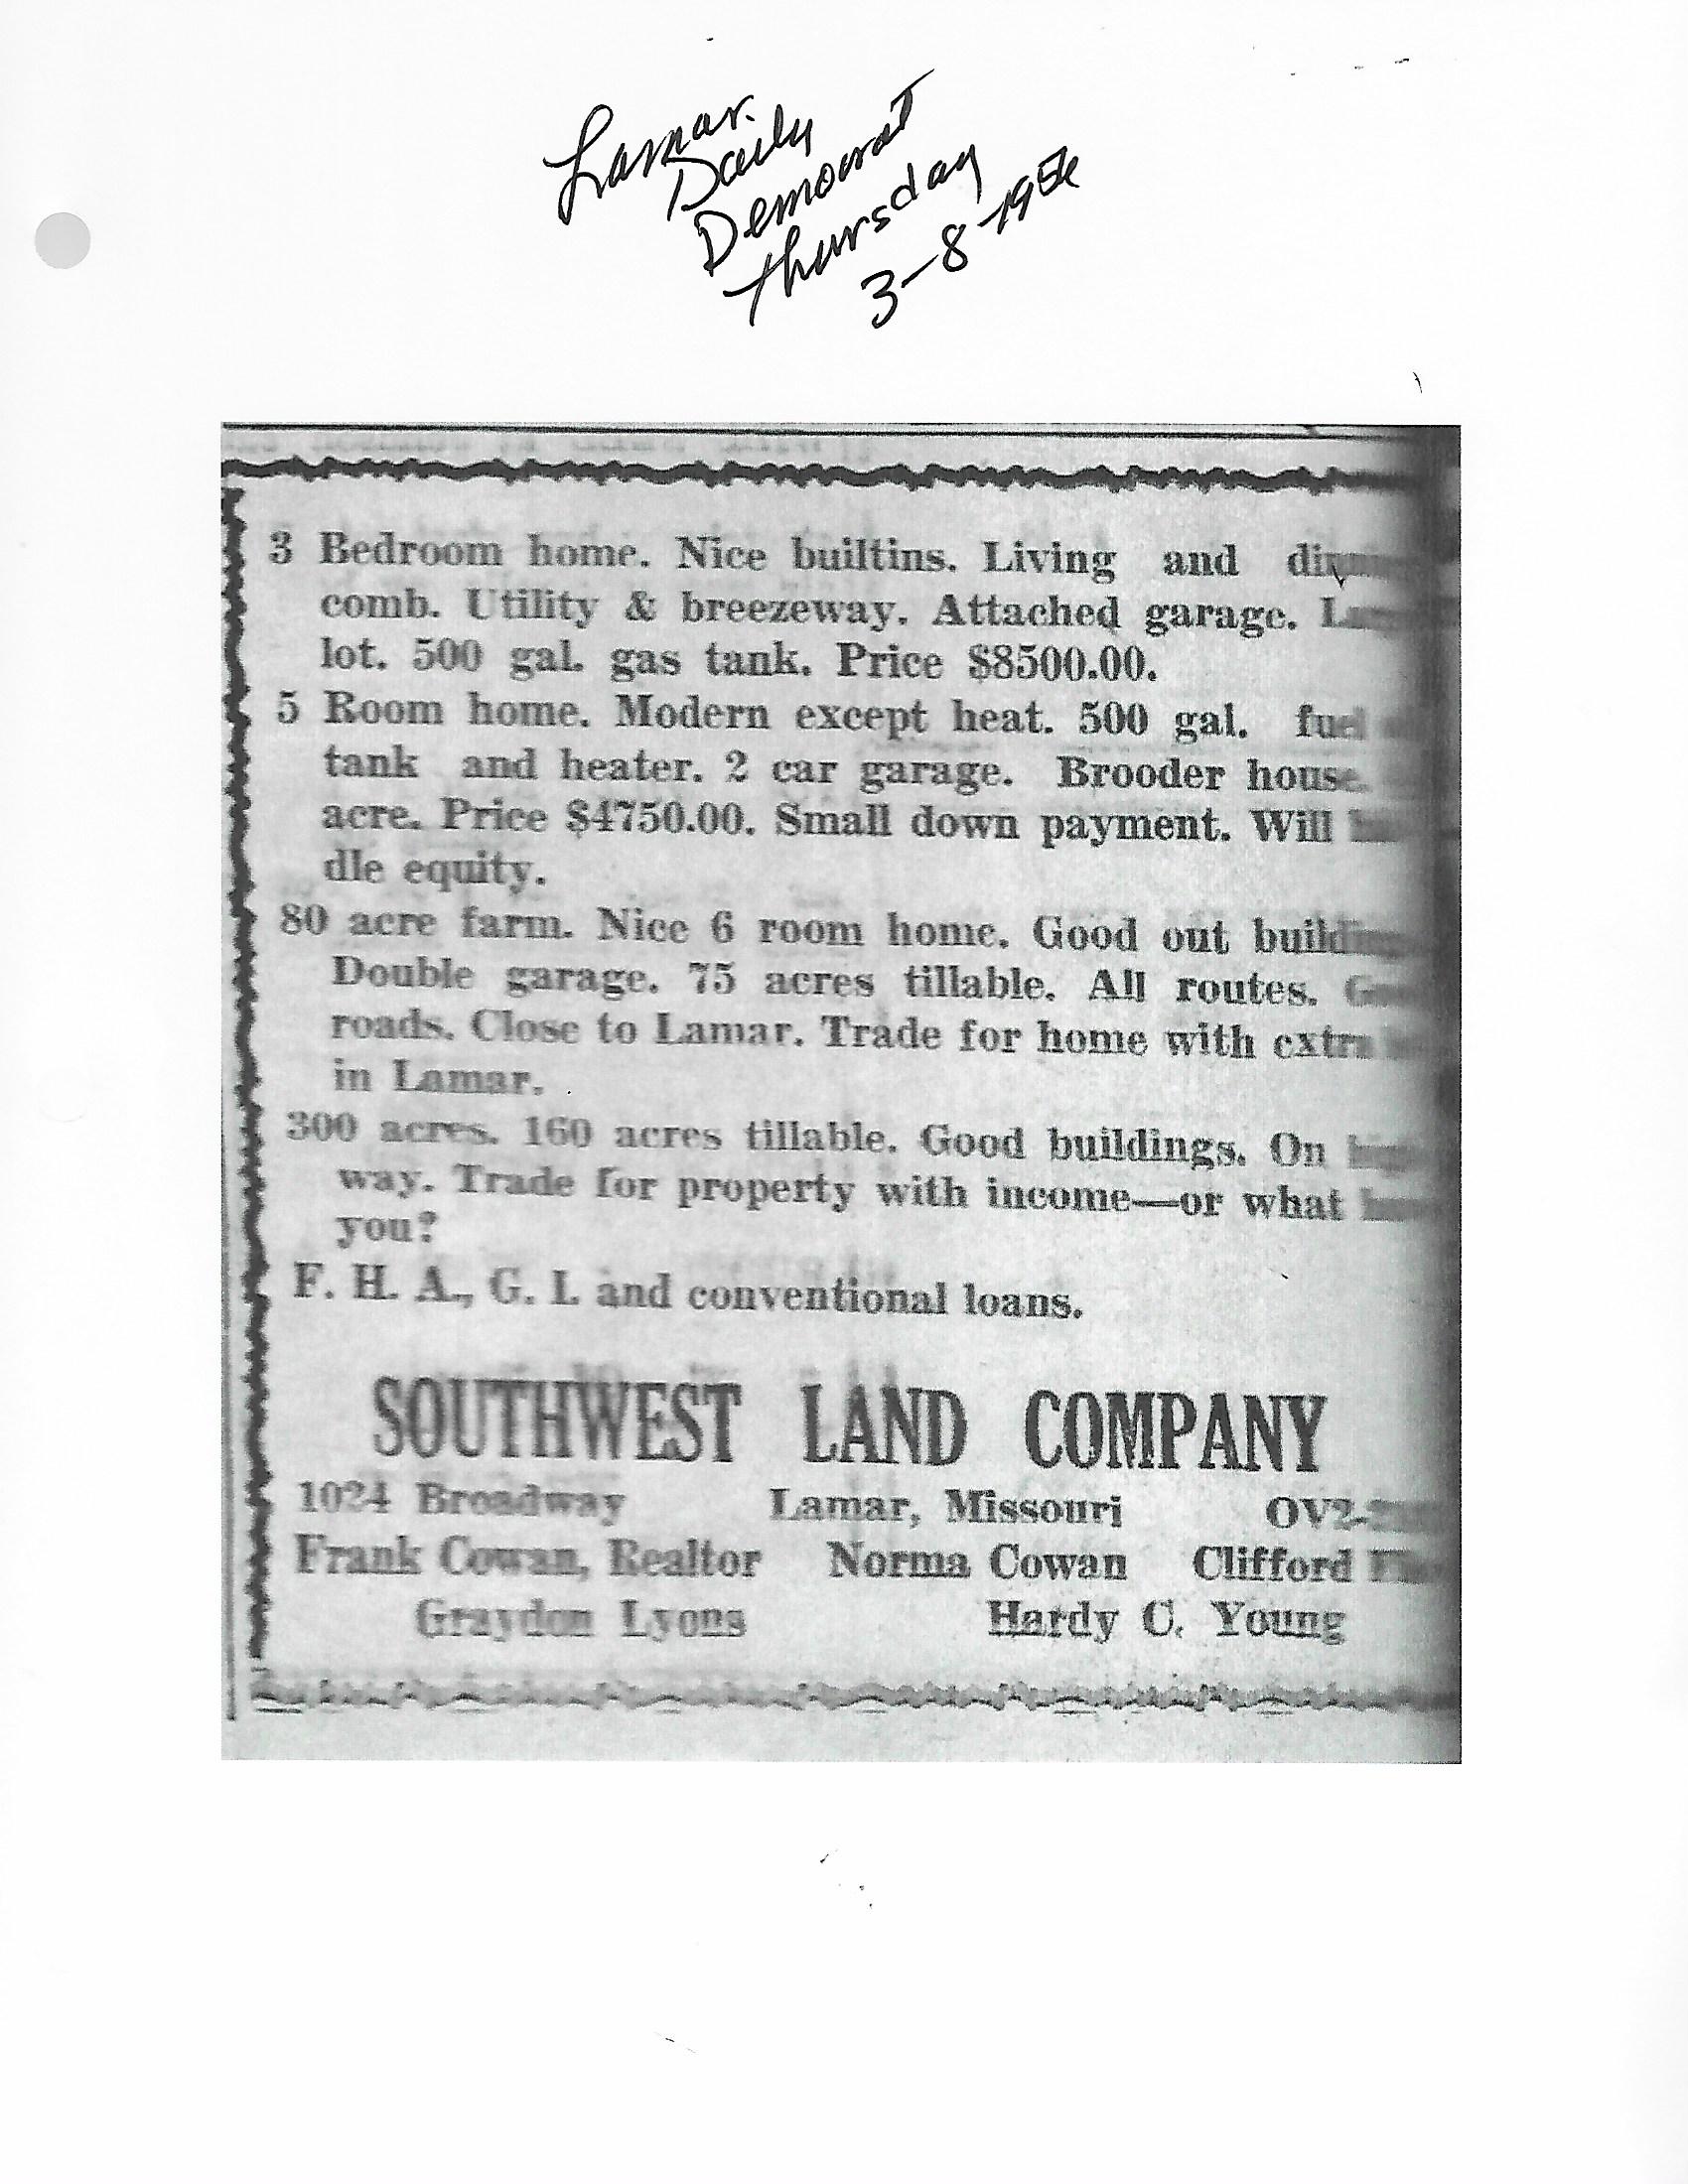 Lamar.
Daily
Democrat
Thursday
3-8-1956
3 Bedroom home. Nice builtins. Living and
comb. Utility & breezeway. Attached garage.
lot. 500 gal. gas tank. Price $8500.00.
5 Room home. Modern except heat. 500 gal. fuel
tank and heater. 2 car garage. Brooder house.
acre. Price $4750.00. Small down payment. Will
dle equity.
80 acre farm. Nice 6 room home. Good out
Double garage. 75 acres tillable. All routes.
roads. Close to Lamar. Trade for home with extra
in Lamar.
300 acres. 160 acres tillable. Good buildings. On
way. Trade for property with income—or what
you?
F. H. A., G. I. and conventional loans.
SOUTHWEST LAND COMPANY
1024 Broadway Lamar, Missouri
Frank Cowan, Realtor Norma Cowan Clifford
Graydon Lyons Hardy C. Young